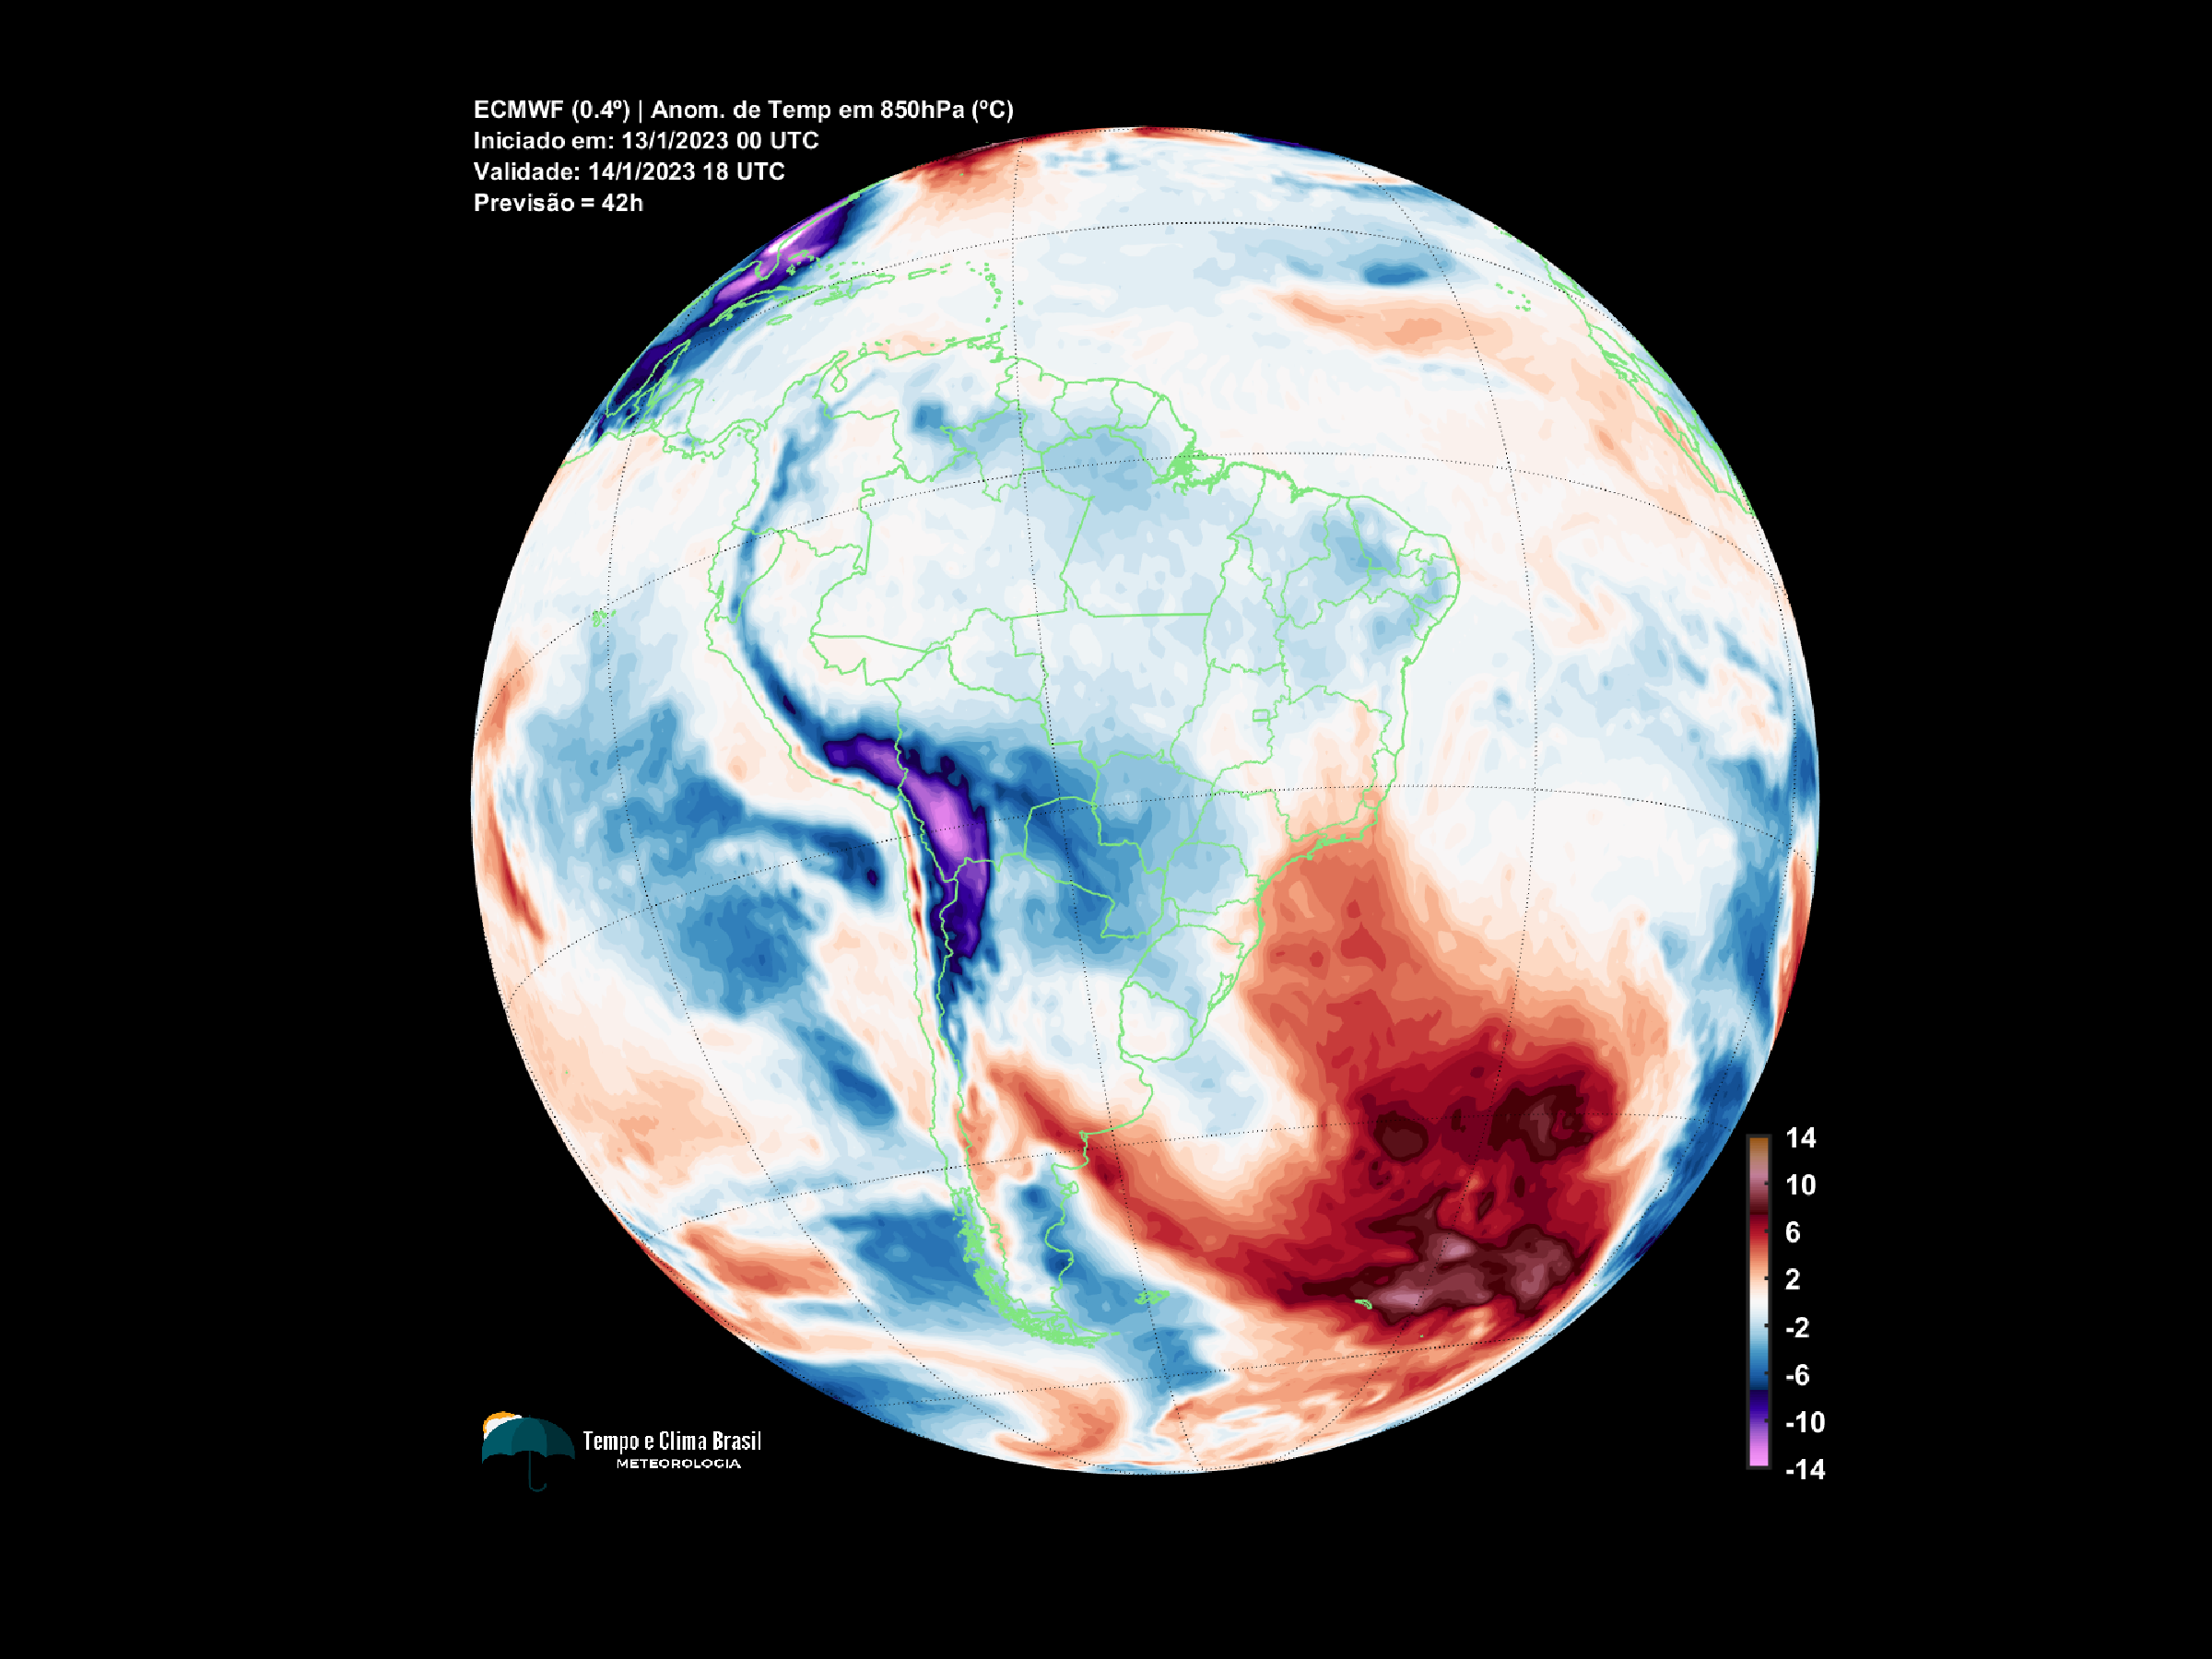 ECMWF (0.4º) | Anom. de Temp em 850hPa (ºC)
Iniciado em: 13/1/2023 00 UTC
Validade: 14/1/2023 18 UTC
Previsão = 42h
14
10
6
2
-2
-6
-10
-14
Tempo e Clima Brasil
METEOROLOGIA